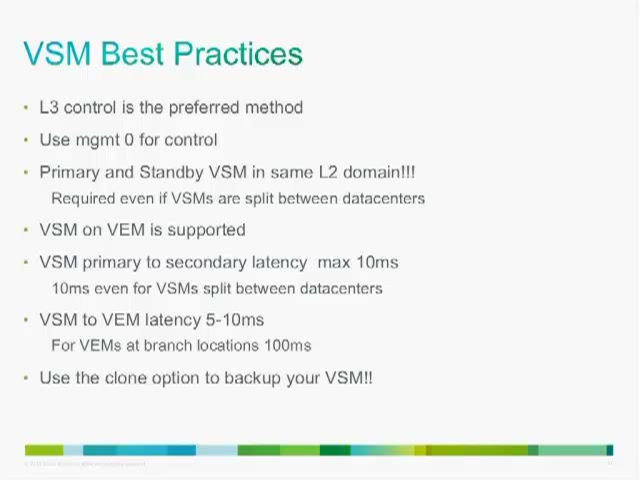 VSM Best Practices
• L3 control is the preferred method
• Use mgmt 0 for control
• Primary and Standby VSM in same L2 domain!!!
Required even if VSMs are split between datacenters
• VSM on VEM is supported
• VSM primary to secondary latency max 10ms
10ms even for VSMs split between datacenters
• VSM to VEM latency 5-10ms
For VEMs at branch locations 100ms
• Use the clone option to backup your VSM!!